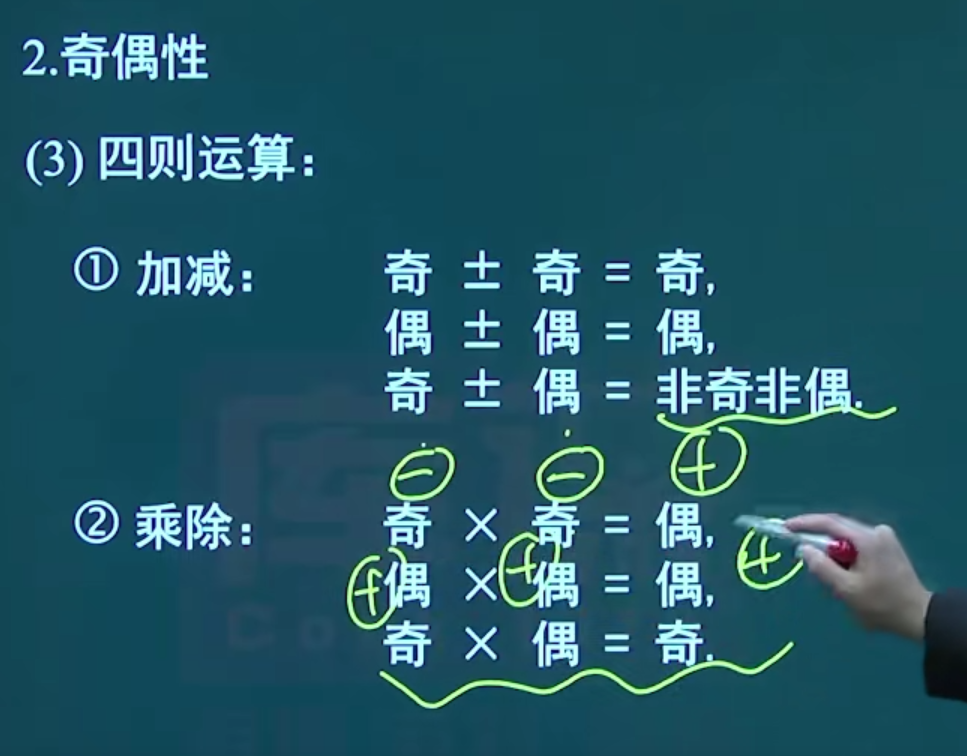 2.奇偶性
(3) 四则运算：
① 加减： 奇 ± 奇 = 奇,
偶 ± 偶 = 偶,
奇 ± 偶 = 非奇非偶.
⊖ ⊖ ⊕
② 乘除： 奇 × 奇 = 偶,
⊕ 偶 × ⊕ 偶 = 偶, ⊕
奇 × 偶 = 奇.